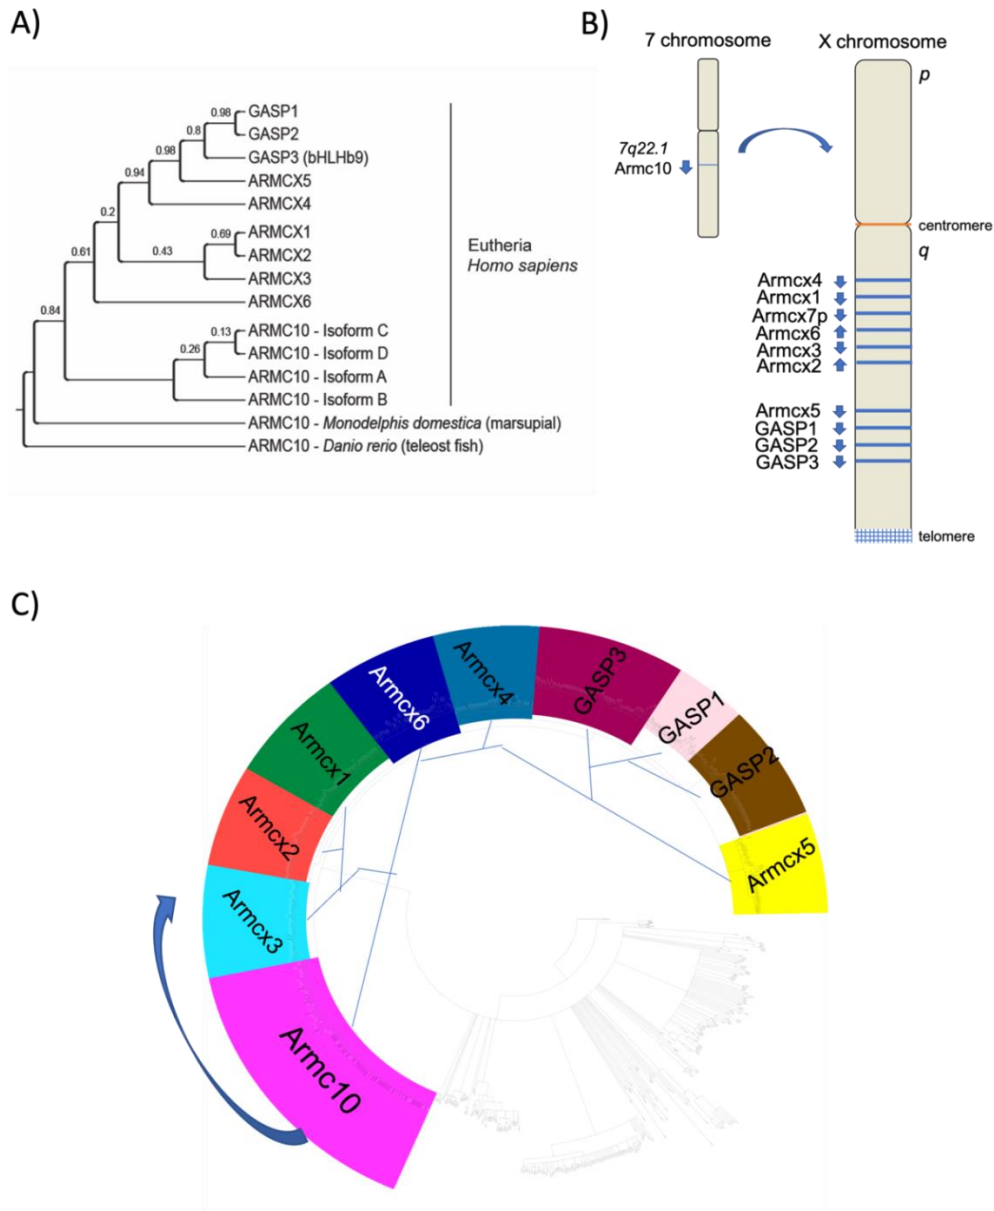 A)
0.98
GASP1
0.8
GASP2
0.98
GASP3 (bHLHb9)
0.94
ARMCX5
0.2
ARMCX4
0.69
ARMCX1
0.61
0.43
ARMCX2
ARMCX3
0.84
ARMCX6
0.13
ARMC10 - Isoform C
0.26
ARMC10 - Isoform D
ARMC10 - Isoform A
ARMC10 - Isoform B
ARMC10 - Monodelphis domestica (marsupial)
ARMC10 - Danio rerio (teleost fish)
Eutheria
Homo sapiens
B)
7 chromosome
X chromosome
p
7q22.1
Armc10
centromere
q
Armcx4
Armcx1
Armcx7p
Armcx6
Armcx3
Armcx2
Armcx5
GASP1
GASP2
GASP3
telomere
C)
Armc10
Armcx3
Armcx2
Armcx1
Armcx6
Armcx4
GASP3
GASP1
GASP2
Armcx5